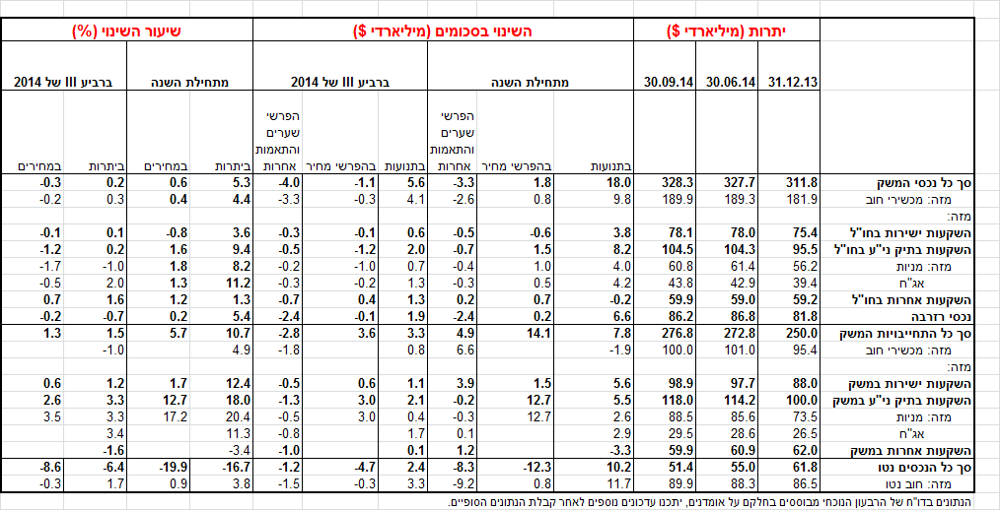 יתרות (מיליארדי $) השינוי בסכומים (מיליארדי $) שיעור השינוי (%)
31.12.13 30.06.14 30.09.14 מתחילת השנה ברביע III של 2014 מתחילת השנה ברביע III של 2014
בתנועות בהפרשי מחיר הפרשי שערים והתאמות אחרות בתנועות בהפרשי מחיר הפרשי שערים והתאמות אחרות ביתרות במחירים ביתרות במחירים
סך כל נכסי המשק 311.8 327.7 328.3 18.0 1.8 -3.3 5.6 -1.1 -4.0 5.3 0.6 0.2 -0.3
מזה: מכשירי חוב 181.9 189.3 189.9 9.8 0.8 -2.6 4.1 -0.3 -3.3 4.4 0.4 0.3 -0.2
מזה:
השקעות ישירות בחו"ל 75.4 78.0 78.1 3.8 -0.6 -0.5 0.6 -0.1 -0.3 3.6 -0.8 0.1 -0.1
השקעות בתיק ני"ע בחו"ל 95.5 104.3 104.5 8.2 1.5 -0.7 2.0 -1.2 -0.5 9.4 1.6 0.2 -1.2
מזה: מניות 56.2 61.4 60.8 4.0 1.0 -0.4 0.7 -1.0 -0.2 8.2 1.8 -1.0 -1.7
אג"ח 39.4 42.9 43.8 4.2 0.5 -0.3 1.3 -0.2 -0.3 11.2 1.3 2.0 -0.5
השקעות אחרות בחו"ל 59.2 59.0 59.9 -0.2 0.7 0.2 1.3 0.4 -0.7 1.3 1.2 1.6 0.7
נכסי רזרבה 81.8 86.8 86.2 6.6 0.2 -2.4 1.9 -0.1 -2.4 5.4 0.2 -0.7 -0.2
סך כל התחייבויות המשק 250.0 272.8 276.8 7.8 14.1 4.9 3.3 3.6 -2.8 10.7 5.7 1.5 1.3
מזה: מכשירי חוב 95.4 101.0 100.0 -1.9 6.6 0.8 -1.8 4.9 -1.0
מזה:
השקעות ישירות במשק 88.0 97.7 98.9 5.6 1.5 3.9 1.1 0.6 -0.5 12.4 1.7 1.2 0.6
השקעות בתיק ני"ע במשק 100.0 114.2 118.0 5.5 12.7 -0.2 2.1 3.0 -1.3 18.0 12.7 3.3 2.6
מזה: מניות 73.5 85.6 88.5 2.6 12.7 -0.3 0.4 3.0 -0.5 20.4 17.2 3.3 3.5
אג"ח 26.5 28.6 29.5 2.9 0.1 1.7 -0.8 11.3 3.4
השקעות אחרות במשק 62.0 60.9 59.9 -3.3 1.2 0.1 -1.0 -3.4 -1.6
סך כל הנכסים נטו 61.8 55.0 51.4 10.2 -12.3 -8.3 2.4 -4.7 -1.2 -16.7 -19.9 -6.4 -8.6
מזה: חוב נטו 86.5 88.3 89.9 11.7 0.8 -9.2 3.3 -0.3 -1.5 3.8 0.9 1.7 -0.3
הנתונים בדו"ח של הרבעון הנוכחי מבוססים בחלקם על אומדנים, יתכנו עדכונים נוספים לאחר קבלת הנתונים הסופיים.